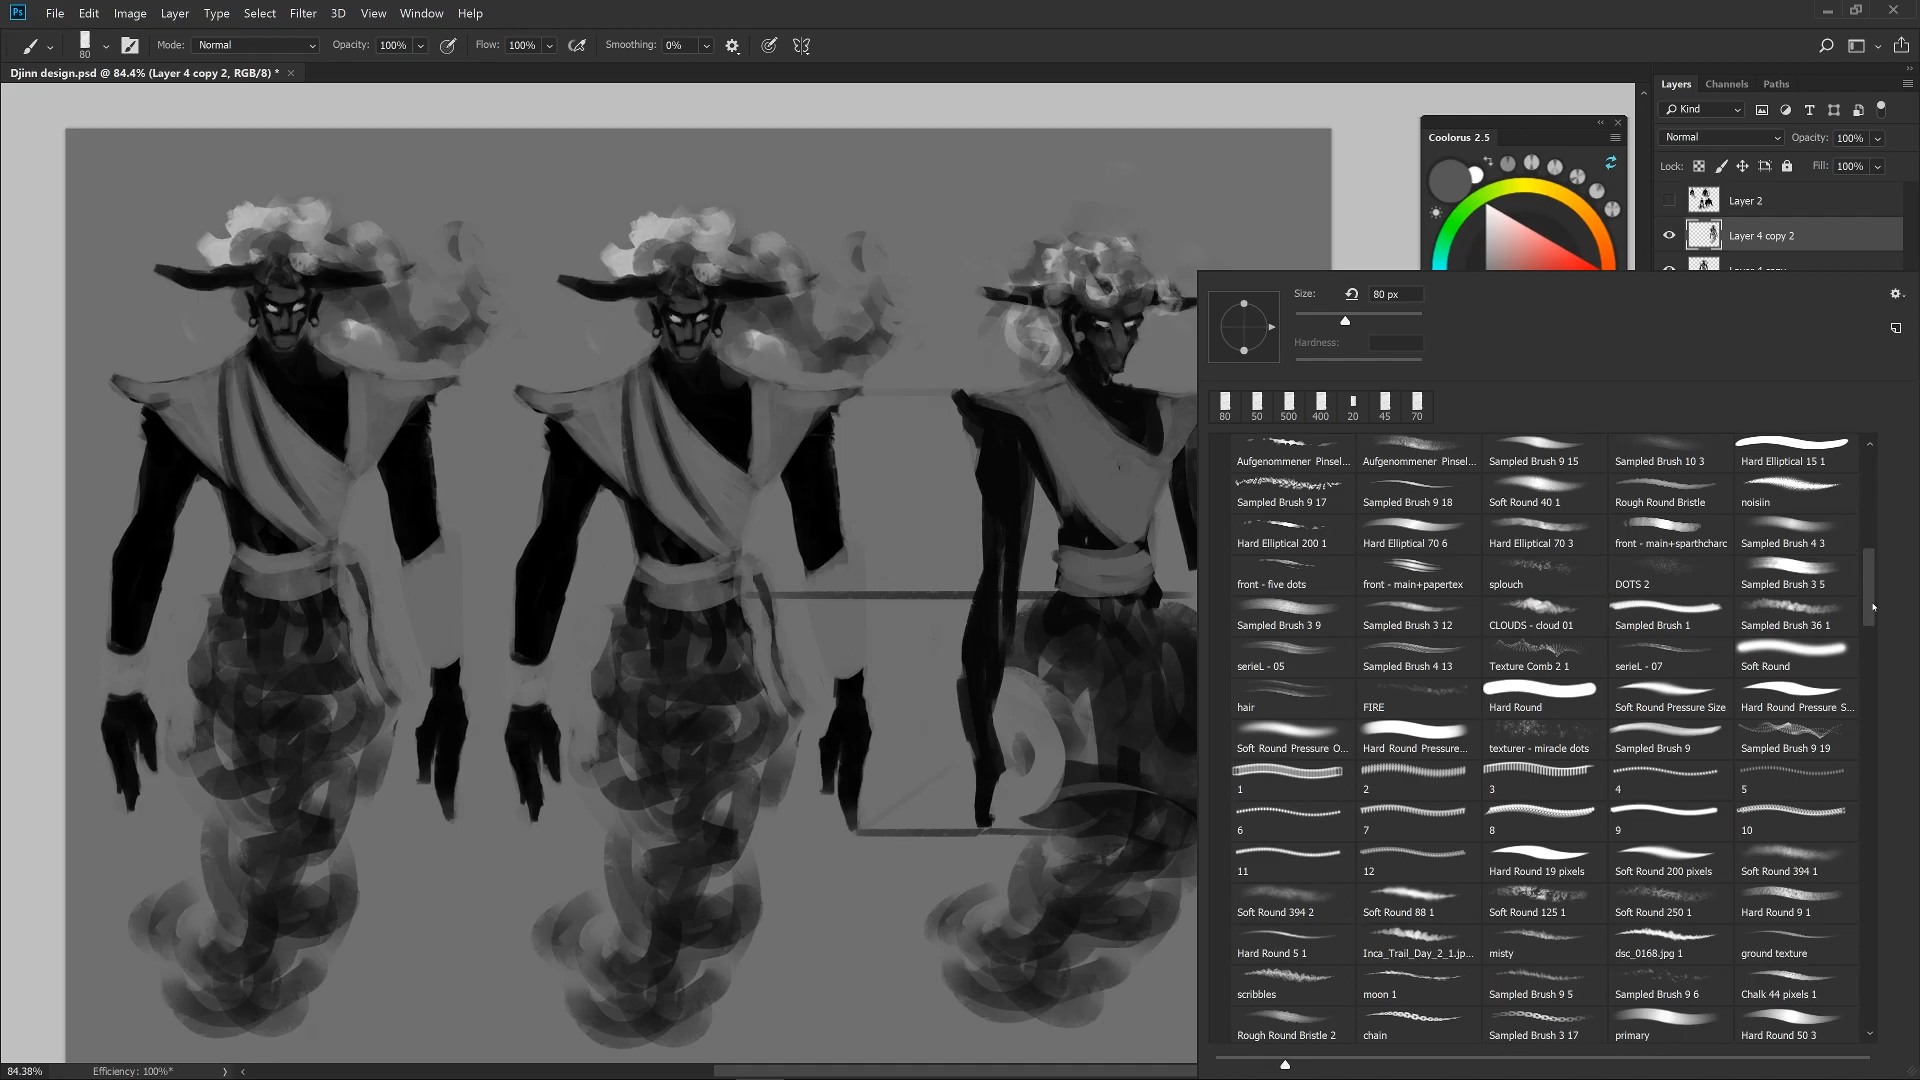 Ps File Edit Image Layer Type Select Filter 3D View Window Help
80 Mode: Normal Opacity: 100% Flow: 100% Smoothing: 0%
Djinn design.psd @ 84.4% (Layer 4 copy 2, RGB/8) *
Layers Channels Paths
Kind
Normal Opacity: 100%
Lock: Fill: 100%
Layer 2
Layer 4 copy 2
Coolorus 2.5
Size: 80 px
Hardness:
80 50 500 400 20 45 70
Aufgenommener Pinsel... Aufgenommener Pinsel... Sampled Brush 9 15 Sampled Brush 10 3 Hard Elliptical 15 1
Sampled Brush 9 17 Sampled Brush 9 18 Soft Round 40 1 Rough Round Bristle noisiin
Hard Elliptical 200 1 Hard Elliptical 70 6 Hard Elliptical 70 3 front - main+sparthcharc Sampled Brush 4 3
front - five dots front - main+papertex splouch DOTS 2 Sampled Brush 3 5
Sampled Brush 3 9 Sampled Brush 3 12 CLOUDS - cloud 01 Sampled Brush 1 Sampled Brush 36 1
serieL - 05 Sampled Brush 4 13 Texture Comb 2 1 serieL - 07 Soft Round
hair FIRE Hard Round Soft Round Pressure Size Hard Round Pressure S...
Soft Round Pressure O... Hard Round Pressure... texturer - miracle dots Sampled Brush 9 Sampled Brush 9 19
1 2 3 4 5
6 7 8 9 10
11 12 Hard Round 19 pixels Soft Round 200 pixels Soft Round 394 1
Soft Round 394 2 Soft Round 88 1 Soft Round 125 1 Soft Round 250 1 Hard Round 9 1
Hard Round 5 1 Inca_Trail_Day_2_1.jp... misty dsc_0168.jpg 1 ground texture
scribbles moon 1 Sampled Brush 9 5 Sampled Brush 9 6 Chalk 44 pixels 1
Rough Round Bristle 2 chain Sampled Brush 3 17 primary Hard Round 50 3
84.38% Efficiency: 100%*